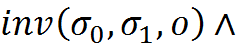 𝑖𝑛𝑣(𝜎₀, 𝜎₁, 𝑜) ∧